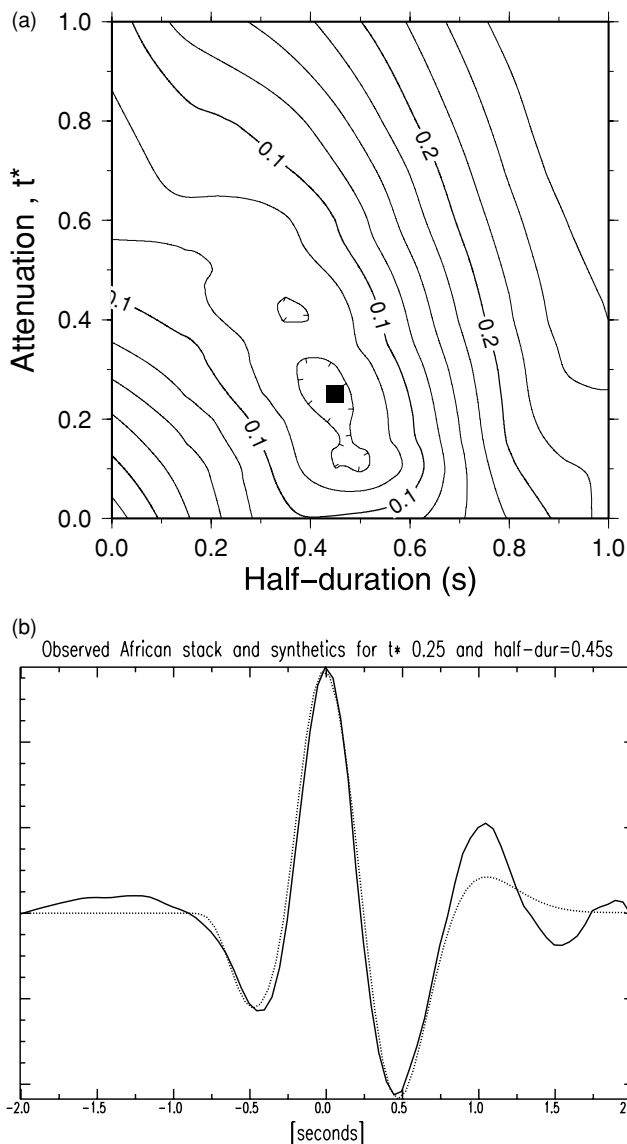 (a)
1.0
0.8
0.6
0.4
0.2
0.0
Attenuation , t*
0.1
0.2
0.1
0.1
0.2
0.1
0.1
0.0 0.2 0.4 0.6 0.8 1.0
Half−duration (s)
(b)
Observed African stack and synthetics for t* 0.25 and half-dur=0.45s
-2.0 -1.5 -1.0 -0.5 0.0 0.5 1.0 1.5 2
[seconds]